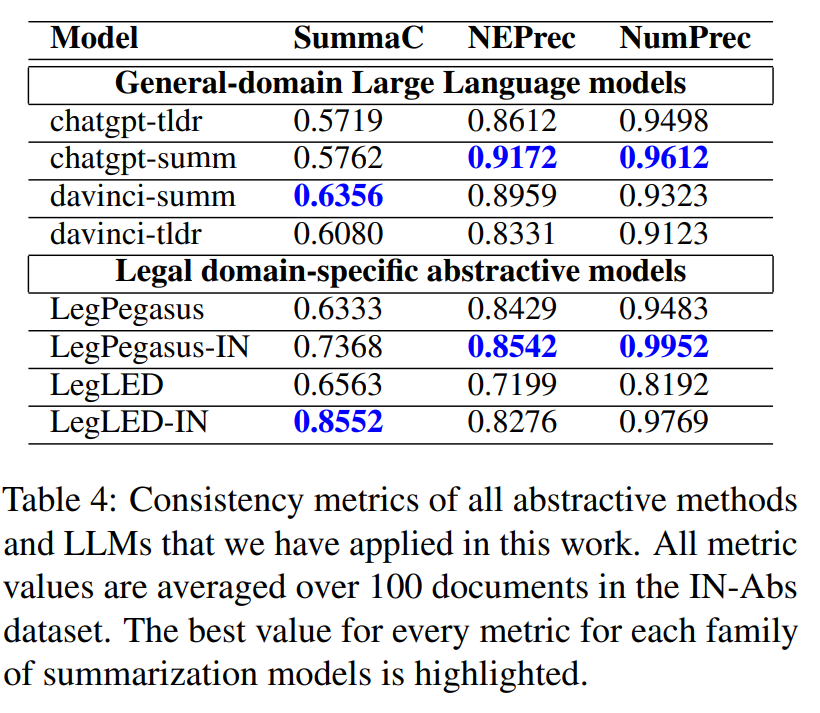 Model SummaC NEPrec NumPrec
General-domain Large Language models
chatgpt-tldr 0.5719 0.8612 0.9498
chatgpt-summ 0.5762 0.9172 0.9612
davinci-summ 0.6356 0.8959 0.9323
davinci-tldr 0.6080 0.8331 0.9123
Legal domain-specific abstractive models
LegPegasus 0.6333 0.8429 0.9483
LegPegasus-IN 0.7368 0.8542 0.9952
LegLED 0.6563 0.7199 0.8192
LegLED-IN 0.8552 0.8276 0.9769
Table 4: Consistency metrics of all abstractive methods
and LLMs that we have applied in this work. All metric
values are averaged over 100 documents in the IN-Abs
dataset. The best value for every metric for each family
of summarization models is highlighted.